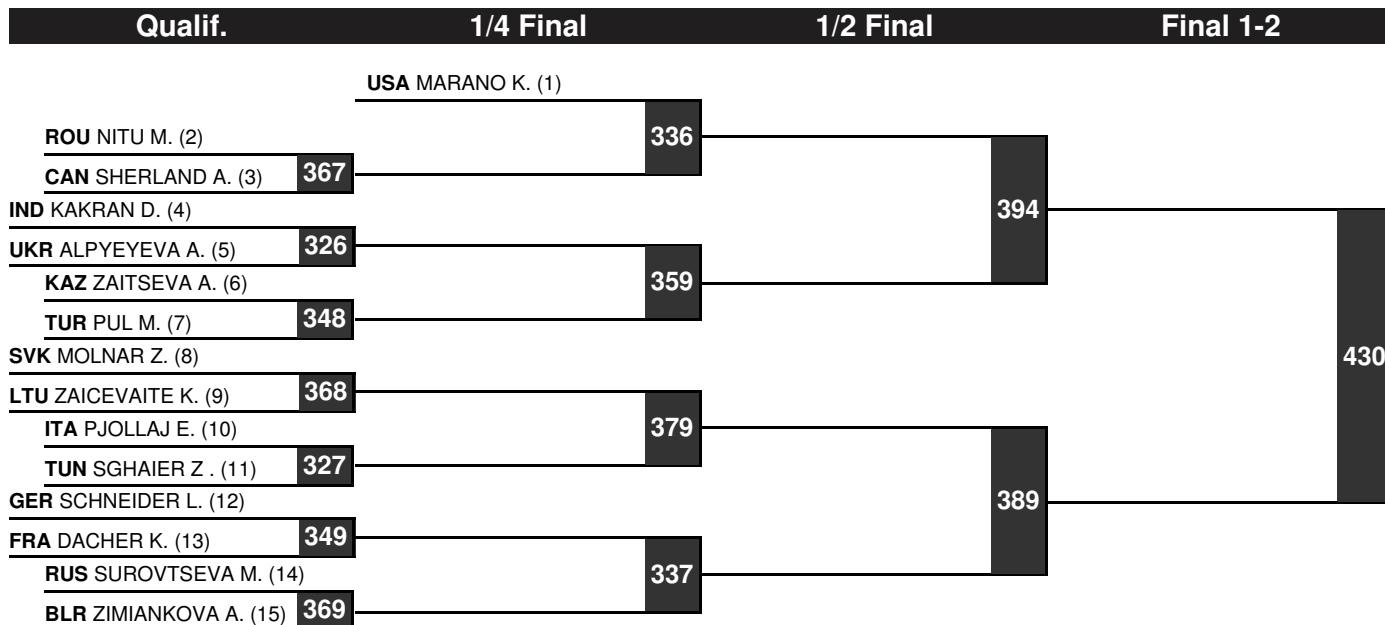 Qualif. 1/4 Final 1/2 Final Final 1-2
USA MARANO K. (1)
ROU NITU M. (2)
336
CAN SHERLAND A. (3) 367
IND KAKRAN D. (4)
394
UKR ALPYEYEVA A. (5) 326
KAZ ZAITSEVA A. (6)
359
TUR PUL M. (7) 348
SVK MOLNAR Z. (8)
430
LTU ZAICEVAITE K. (9) 368
ITA PJOLLAJ E. (10)
379
TUN SGHAIER Z . (11) 327
GER SCHNEIDER L. (12)
389
FRA DACHER K. (13) 349
RUS SUROVTSEVA M. (14)
337
BLR ZIMIANKOVA A. (15) 369